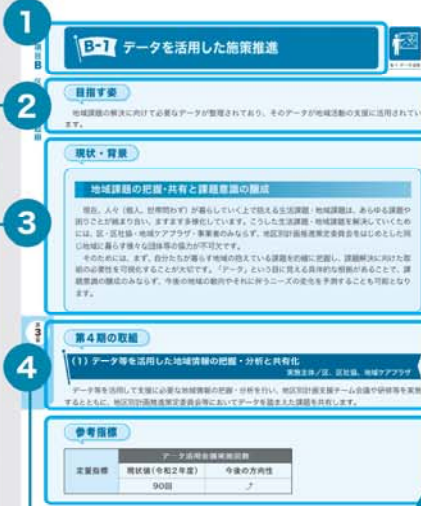 1
B-1 データを活用した施策推進
2
目指す姿
地域課題の解決に向けて必要なデータが整理されており、そのデータが地域活動の支援に活用されてい
ます。
現状・背景
地域課題の把握・共有と課題意識の醸成
3
現在、人々（個人、世帯問わず）が暮らしていく上で抱える生活課題・地域課題は、あらゆる課題や
困りごとが絡まり合い、ますます多様化しています。こうした生活課題・地域課題を解決していくため
には、区・区社協・地域ケアプラザ・事業者のみならず、地区別計画推進策定委員会をはじめとした同
じ地域に暮らす様々な団体等の協力が不可欠です。
そのためには、まず、自分たちが暮らす地域の抱えている課題を的確に把握し、課題解決に向けた取
組の必要性を可視化することが大切です。「データ」という目に見える具体的な根拠があることで、課
題意識の醸成のみならず、今後の地域の動向やそれに伴うニーズの変化を予測することも可能となり
ます。
第3章
4
第4期の取組
(1) データ等を活用した地域情報の把握・分析と共有化
実施主体／区、区社協、地域ケアプラザ
データ等を活用して支援に必要な地域情報の把握・分析を行い、地区別計画支援チーム会議や研修等を実施
するとともに、地区別計画推進策定委員会等においてデータを踏まえた課題を共有します。
参考指標
データ活用会議実施回数
定量指標 現状値(令和2年度) 今後の方向性
90回